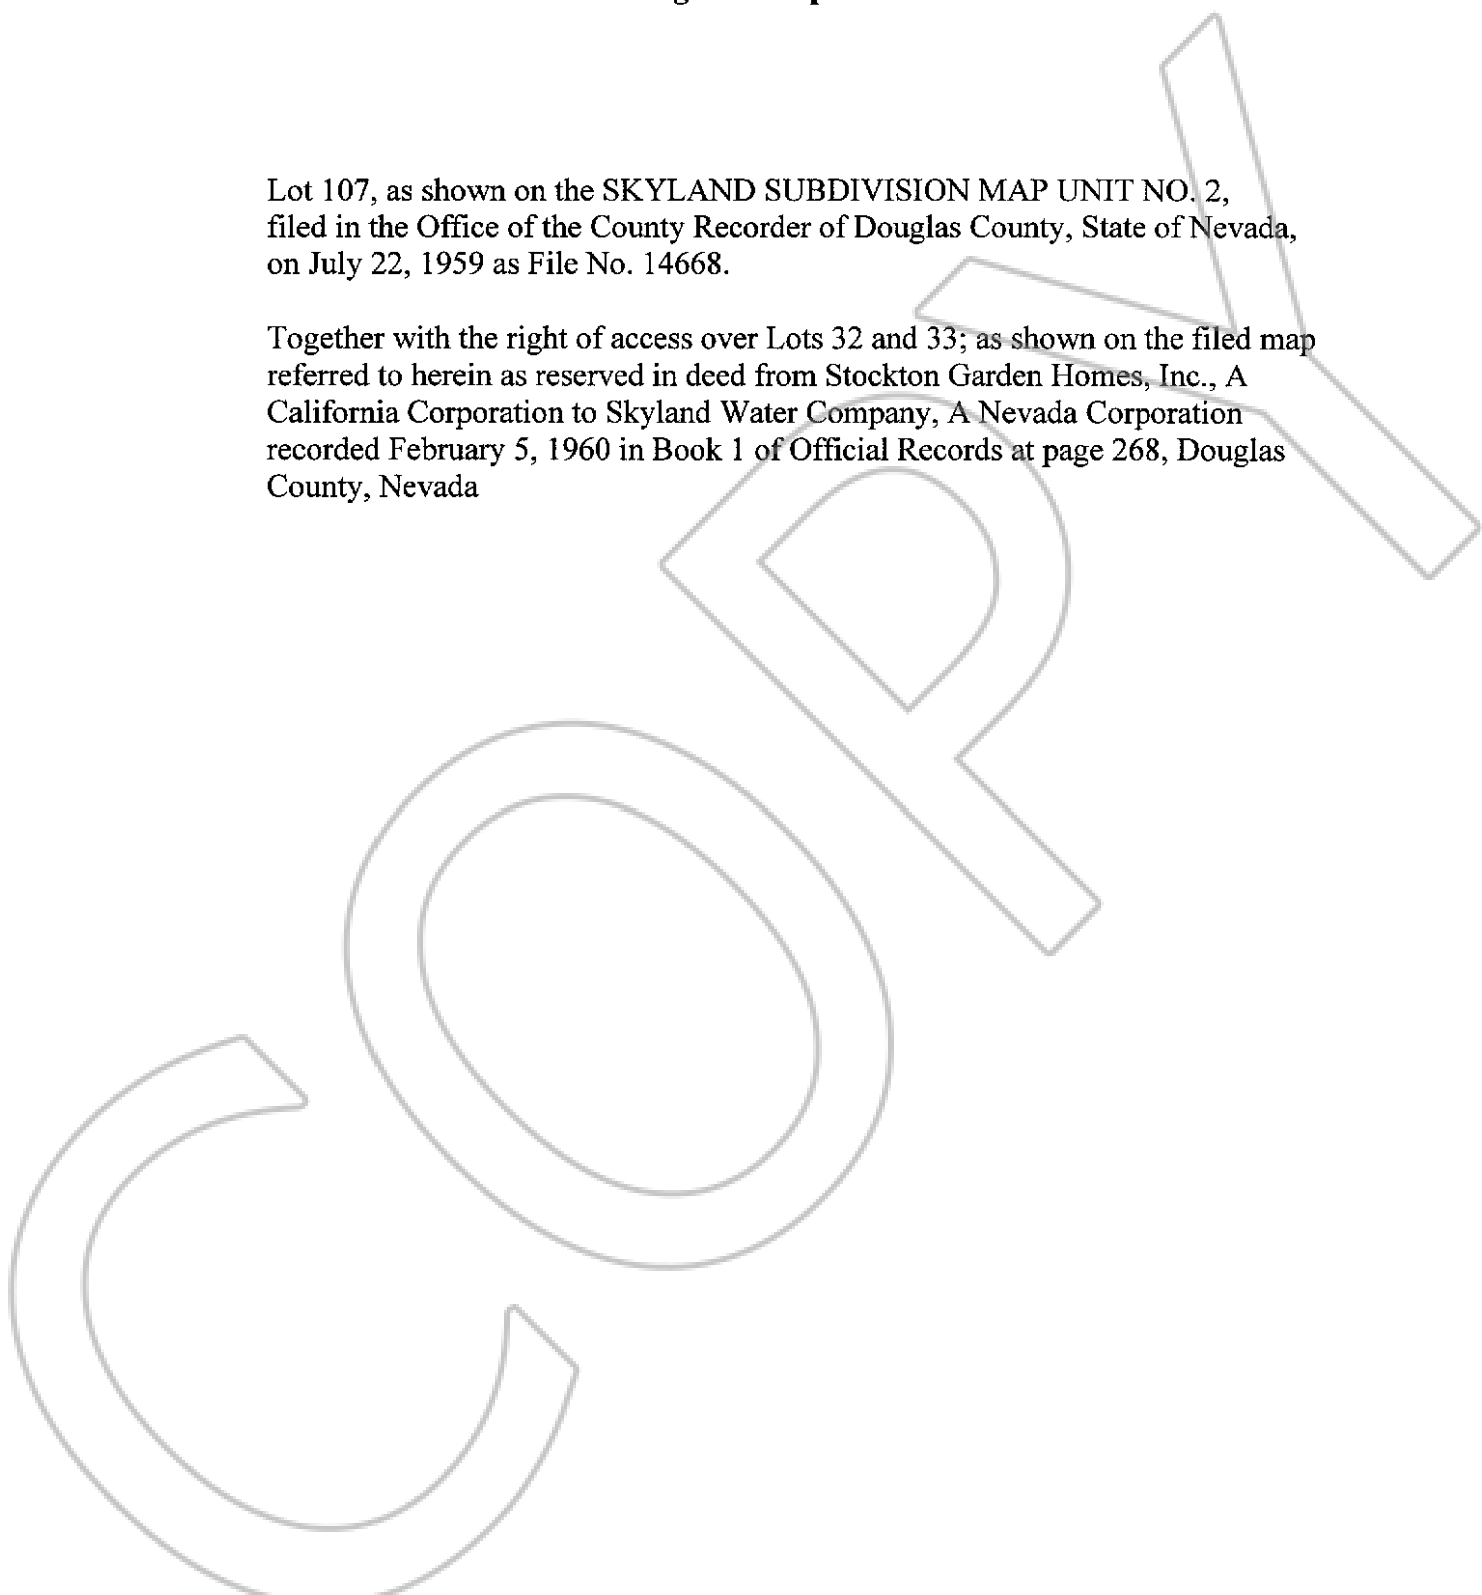 Lot 107, as shown on the SKYLAND SUBDIVISION MAP UNIT NO. 2,
filed in the Office of the County Recorder of Douglas County, State of Nevada,
on July 22, 1959 as File No. 14668.
Together with the right of access over Lots 32 and 33; as shown on the filed map
referred to herein as reserved in deed from Stockton Garden Homes, Inc., A
California Corporation to Skyland Water Company, A Nevada Corporation
recorded February 5, 1960 in Book 1 of Official Records at page 268, Douglas
County, Nevada
COPY